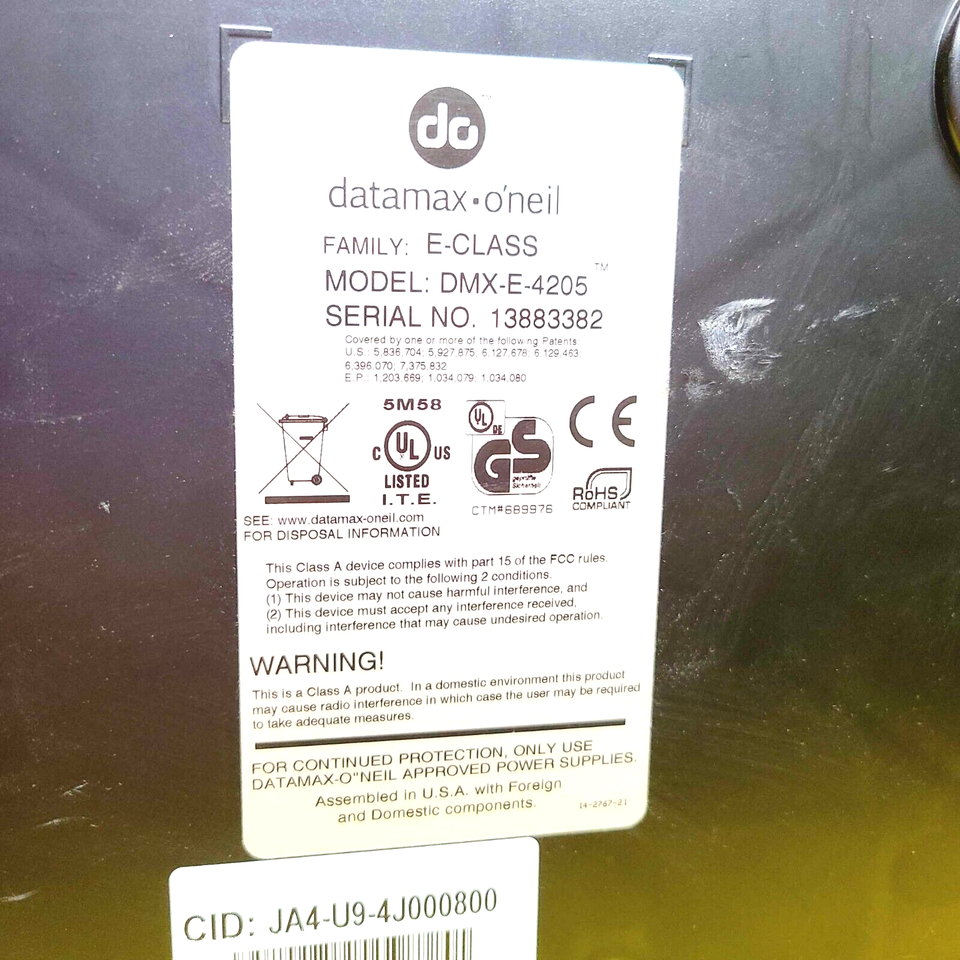 do™
datamax•o'neil
FAMILY: E-CLASS
MODEL: DMX-E-4205™
SERIAL NO. 13883382
Covered by one or more of the following Patents
U.S.: 5,836,704; 5,927,875; 6,127,678; 6,129,463;
6,396,070; 7,375,832
E.P.: 1,203,669; 1,034,079; 1,034,080
5M58
C UL US
LISTED
I.T.E.
UL
DE
GS
geprüfte
Sicherheit
CTM#689976
CE
RoHS
COMPLIANT
SEE: www.datamax-oneil.com
FOR DISPOSAL INFORMATION
This Class A device complies with part 15 of the FCC rules.
Operation is subject to the following 2 conditions.
(1) This device may not cause harmful interference, and
(2) This device must accept any interference received,
including interference that may cause undesired operation.
WARNING!
This is a Class A product. In a domestic environment this product
may cause radio interference in which case the user may be required
to take adequate measures.
FOR CONTINUED PROTECTION, ONLY USE
DATAMAX-O"NEIL APPROVED POWER SUPPLIES.
Assembled in U.S.A. with Foreign
and Domestic components.
14-2767-21
CID: JA4-U9-4J000800